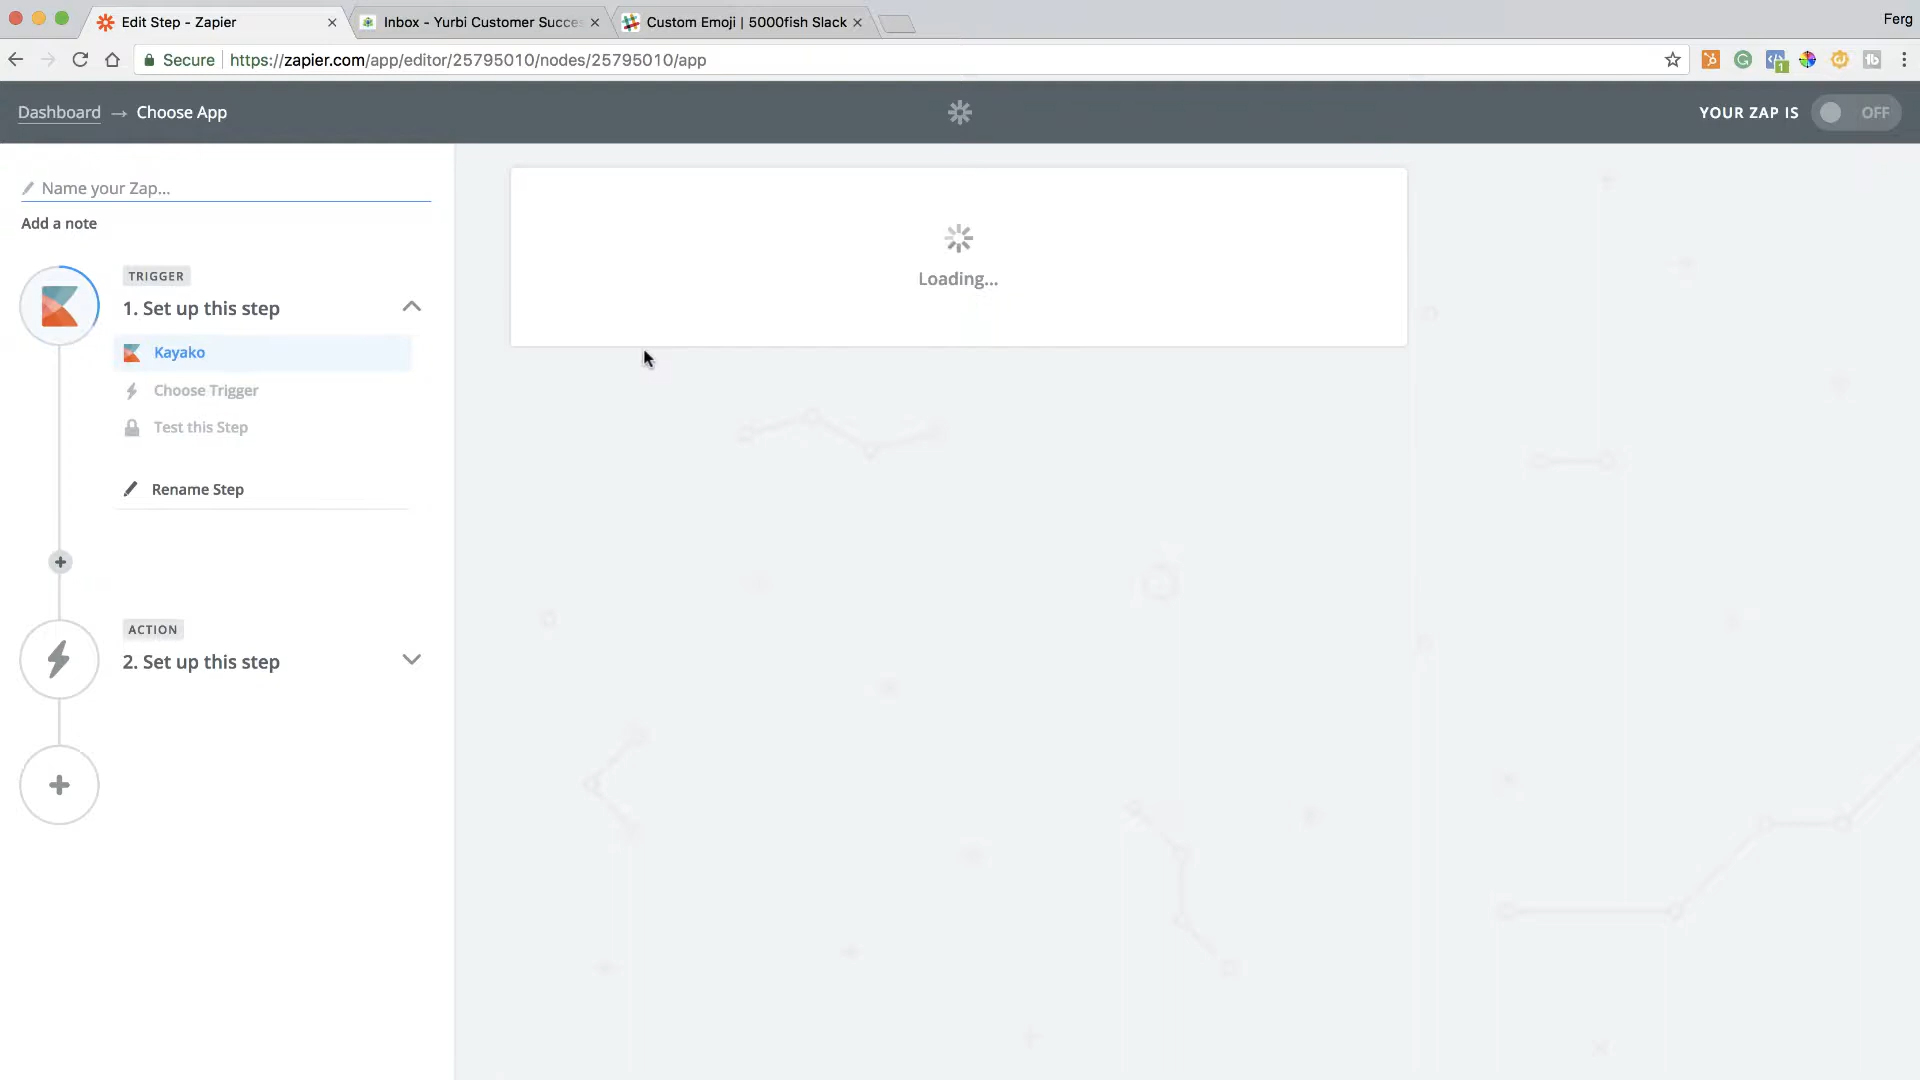 Edit Step - Zapier
Inbox - Yurbi Customer Succes
Custom Emoji | 5000fish Slack
Ferg
Secure
https://zapier.com/app/editor/25795010/nodes/25795010/app
1
Dashboard → Choose App
YOUR ZAP IS
OFF
Name your Zap...
Add a note
TRIGGER
1. Set up this step
Kayako
Choose Trigger
Test this Step
Rename Step
ACTION
2. Set up this step
Loading...